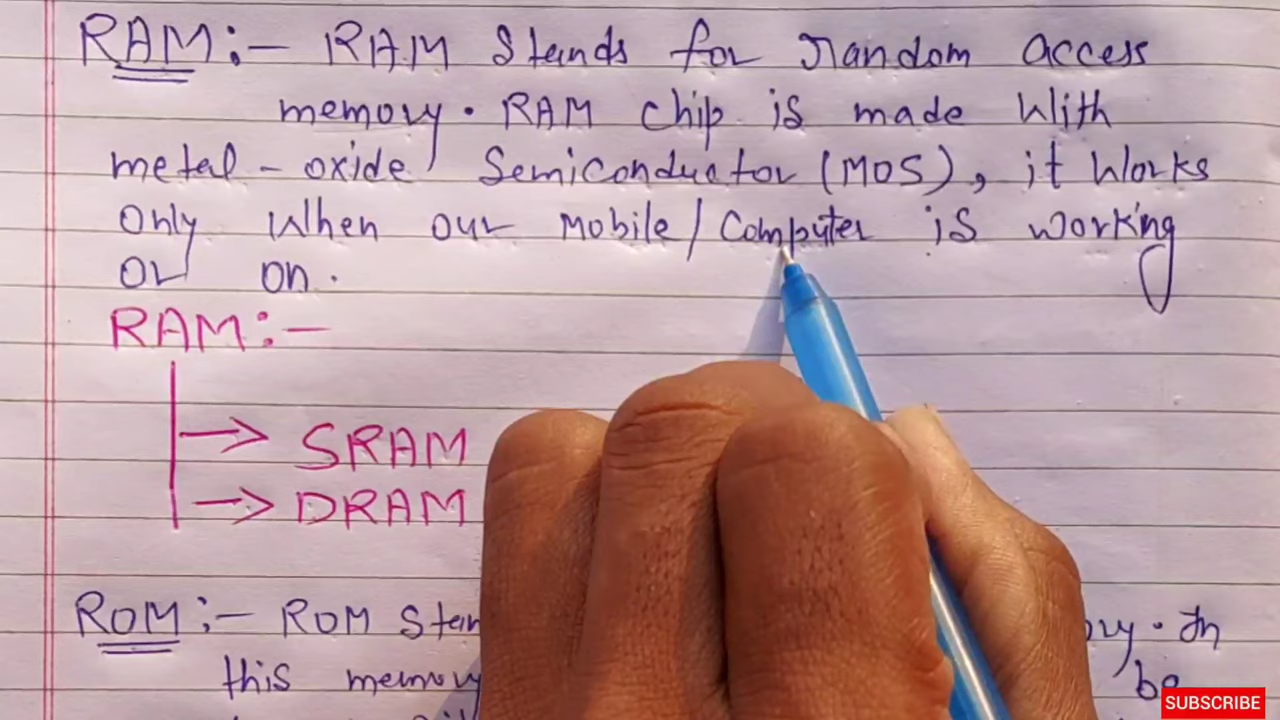 RAM:- RAM stands for random access
memory. RAM chip is made with
metal-oxide semiconductor (MOS), it works
only when our mobile/computer is working
or on.
RAM:-
→ SRAM
→ DRAM
ROM:- ROM
this memory
be
SUBSCRIBE